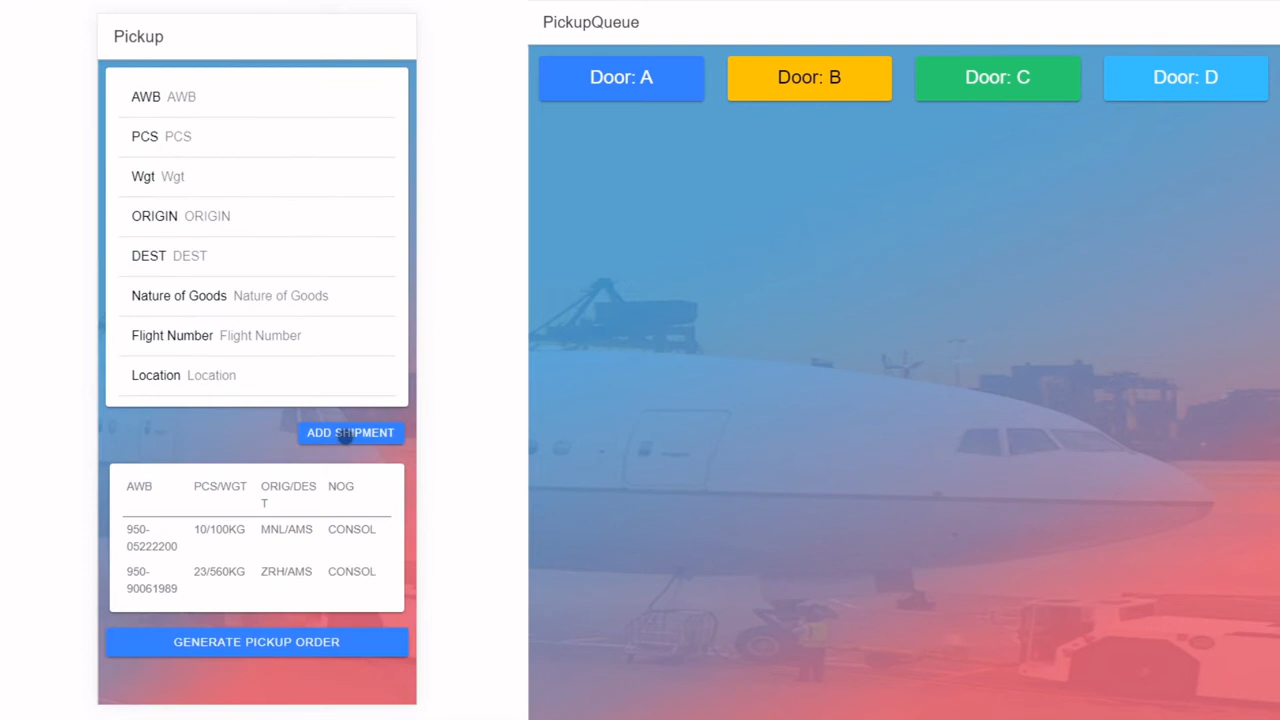 Pickup
AWB AWB
PCS PCS
Wgt Wgt
ORIGIN ORIGIN
DEST DEST
Nature of Goods Nature of Goods
Flight Number Flight Number
Location Location
ADD SHIPMENT
AWB PCS/WGT ORIG/DES NOG
T
950- 10/100KG MNL/AMS CONSOL
05222200
950- 23/560KG ZRH/AMS CONSOL
90061989
GENERATE PICKUP ORDER
PickupQueue
Door: A Door: B Door: C Door: D